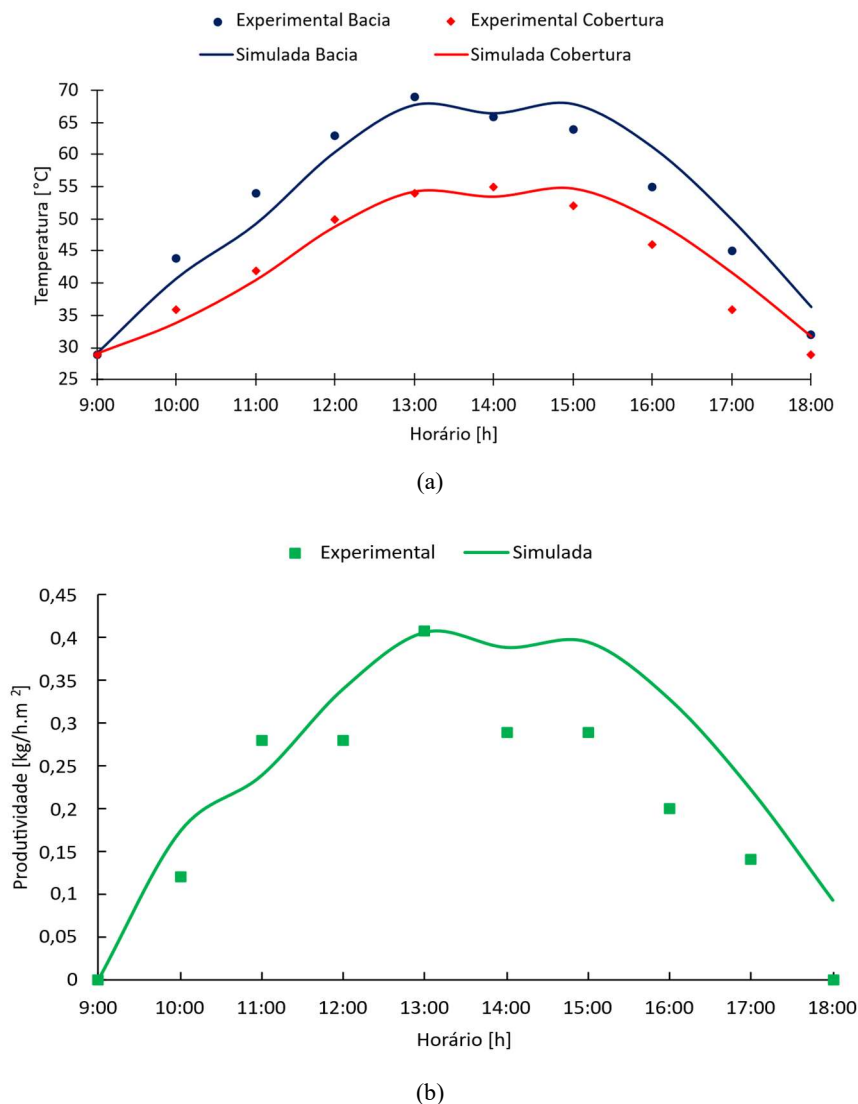 Experimental Bacia Experimental Cobertura
Simulada Bacia Simulada Cobertura
70
65
60
55
50
45
40
35
30
25
Temperatura [°C]
9:00 10:00 11:00 12:00 13:00 14:00 15:00 16:00 17:00 18:00
Horário [h]
(a)
Experimental Simulada
0,45
0,4
0,35
0,3
0,25
0,2
0,15
0,1
0,05
0
Produtividade [kg/h.m ²]
9:00 10:00 11:00 12:00 13:00 14:00 15:00 16:00 17:00 18:00
Horário [h]
(b)